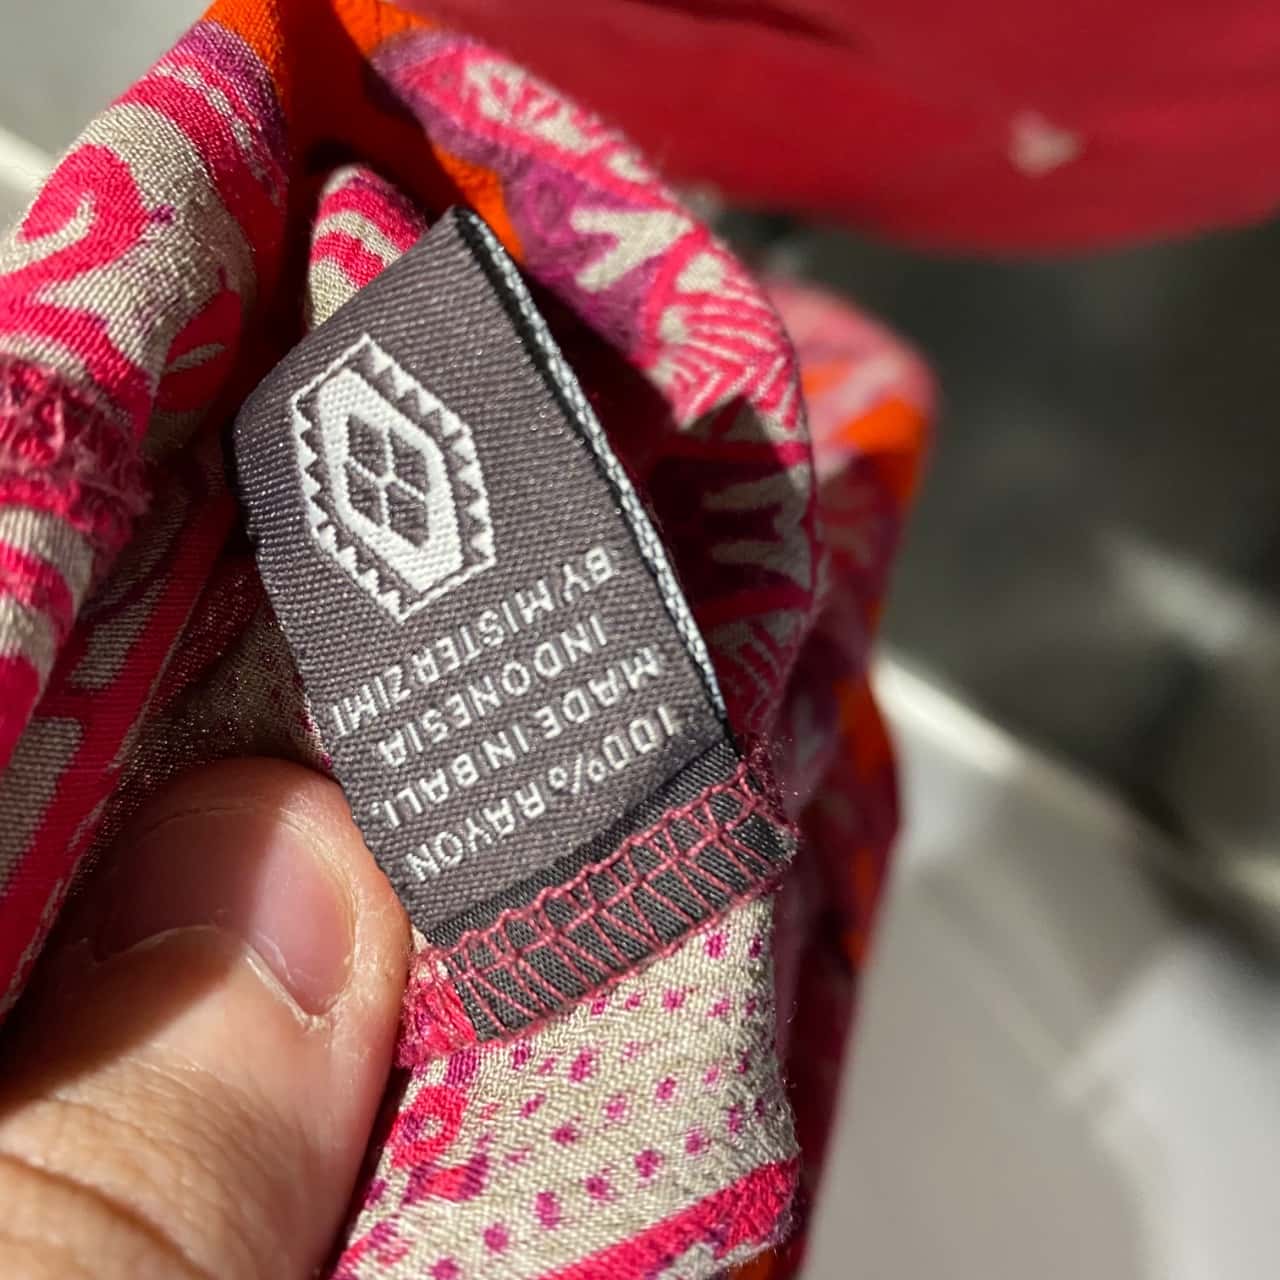 100% RAYON
MADE IN BALI,
INDONESIA
BY MISTER ZIMI